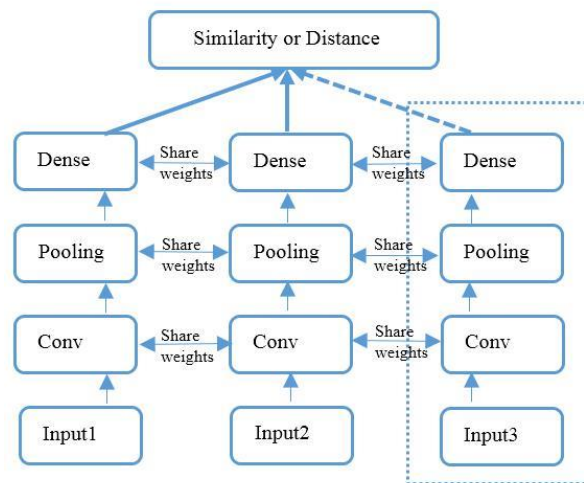 Similarity or Distance
Dense
Share
weights
Dense
Share
weights
Dense
Pooling
Share
weights
Pooling
Share
weights
Pooling
Conv
Share
weights
Conv
Share
weights
Conv
Input1
Input2
Input3